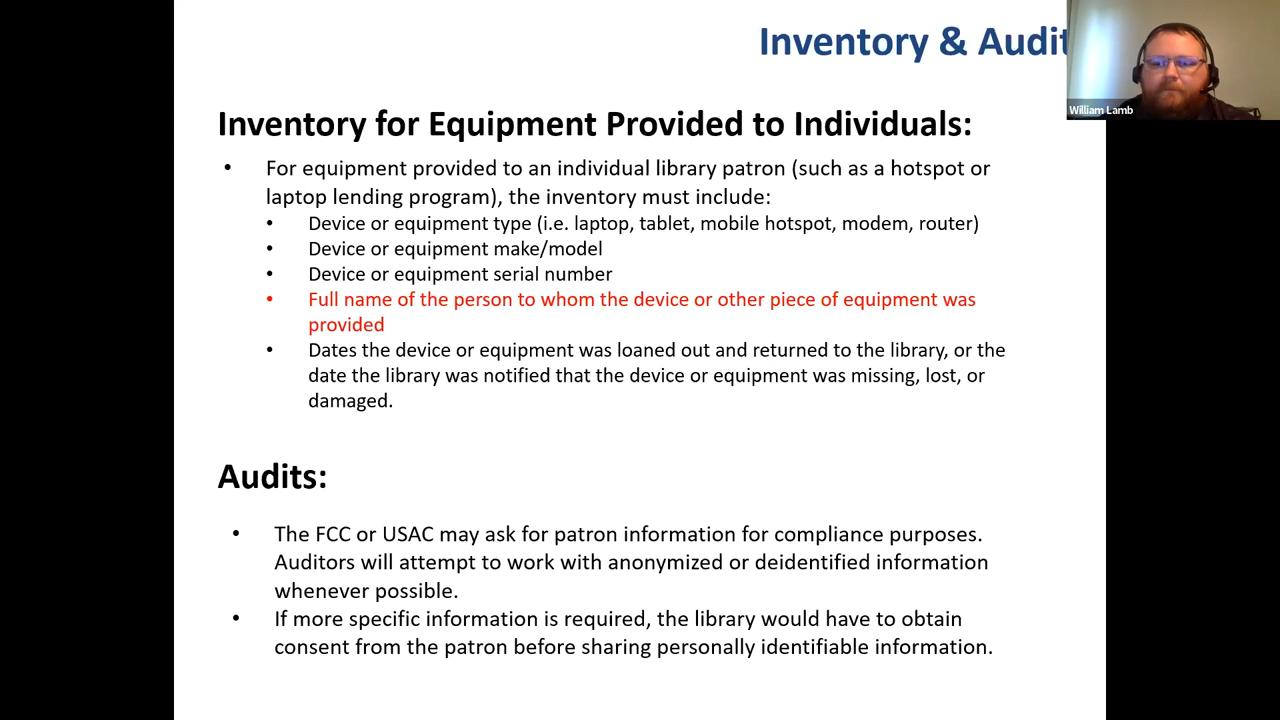 Inventory & Audit
William Lamb
Inventory for Equipment Provided to Individuals:
• For equipment provided to an individual library patron (such as a hotspot or
laptop lending program), the inventory must include:
• Device or equipment type (i.e. laptop, tablet, mobile hotspot, modem, router)
• Device or equipment make/model
• Device or equipment serial number
• Full name of the person to whom the device or other piece of equipment was
provided
• Dates the device or equipment was loaned out and returned to the library, or the
date the library was notified that the device or equipment was missing, lost, or
damaged.
Audits:
• The FCC or USAC may ask for patron information for compliance purposes.
Auditors will attempt to work with anonymized or deidentified information
whenever possible.
• If more specific information is required, the library would have to obtain
consent from the patron before sharing personally identifiable information.